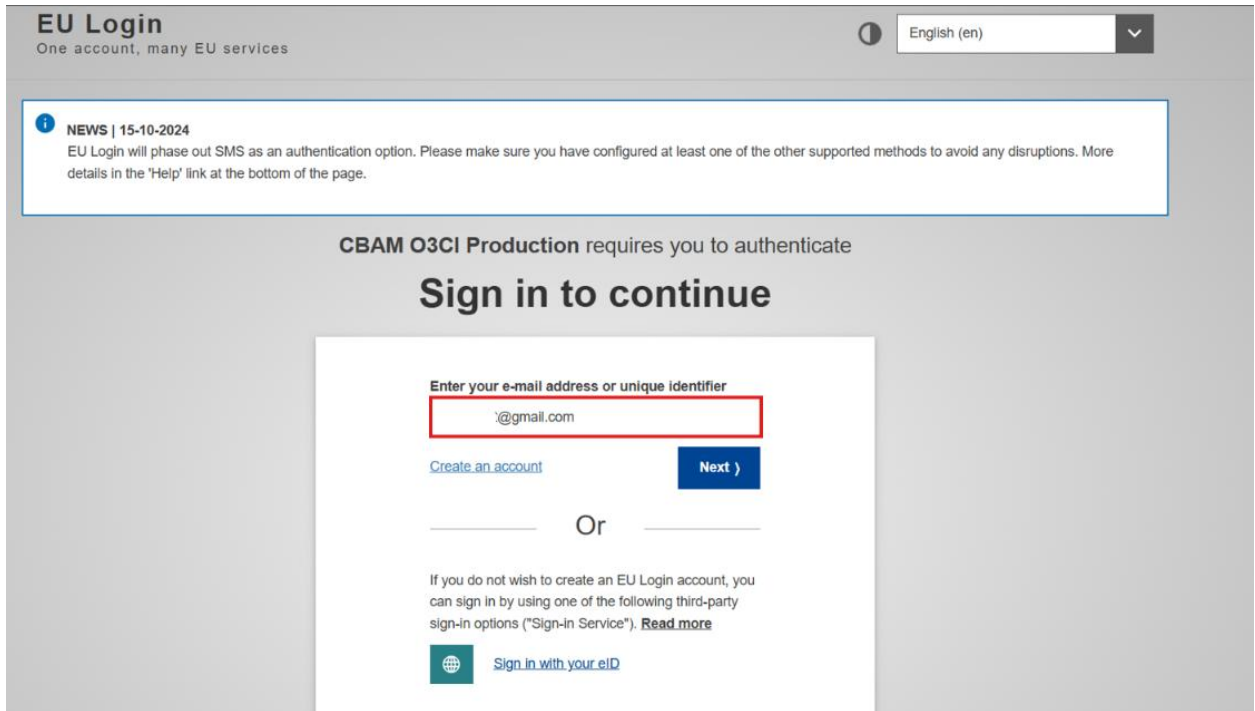 EU Login
One account, many EU services
English (en)
NEWS | 15-10-2024
EU Login will phase out SMS as an authentication option. Please make sure you have configured at least one of the other supported methods to avoid any disruptions. More
details in the 'Help' link at the bottom of the page.
CBAM O3CI Production requires you to authenticate
Sign in to continue
Enter your e-mail address or unique identifier
@gmail.com
Create an account
Next ⟩
Or
If you do not wish to create an EU Login account, you
can sign in by using one of the following third-party
sign-in options ("Sign-in Service"). Read more
Sign in with your eID